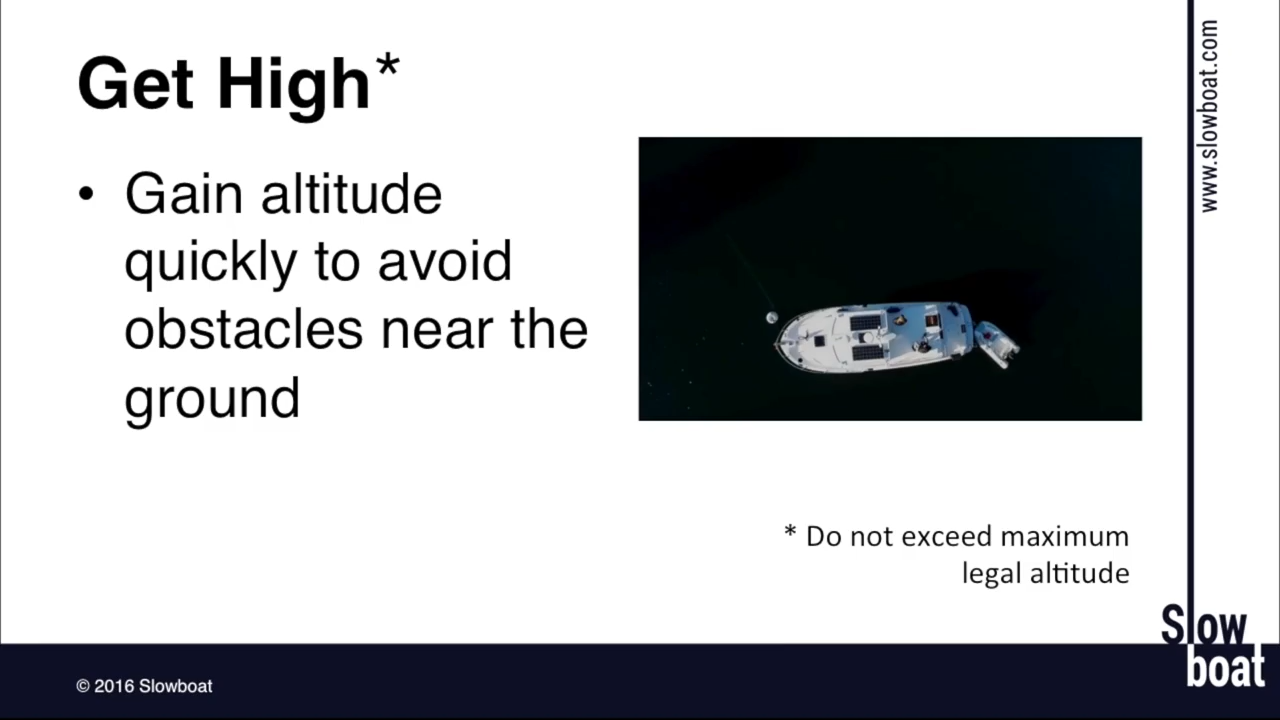 Get High*
• Gain altitude
quickly to avoid
obstacles near the
ground
* Do not exceed maximum
legal altitude
www.slowboat.com
Slow
boat
© 2016 Slowboat